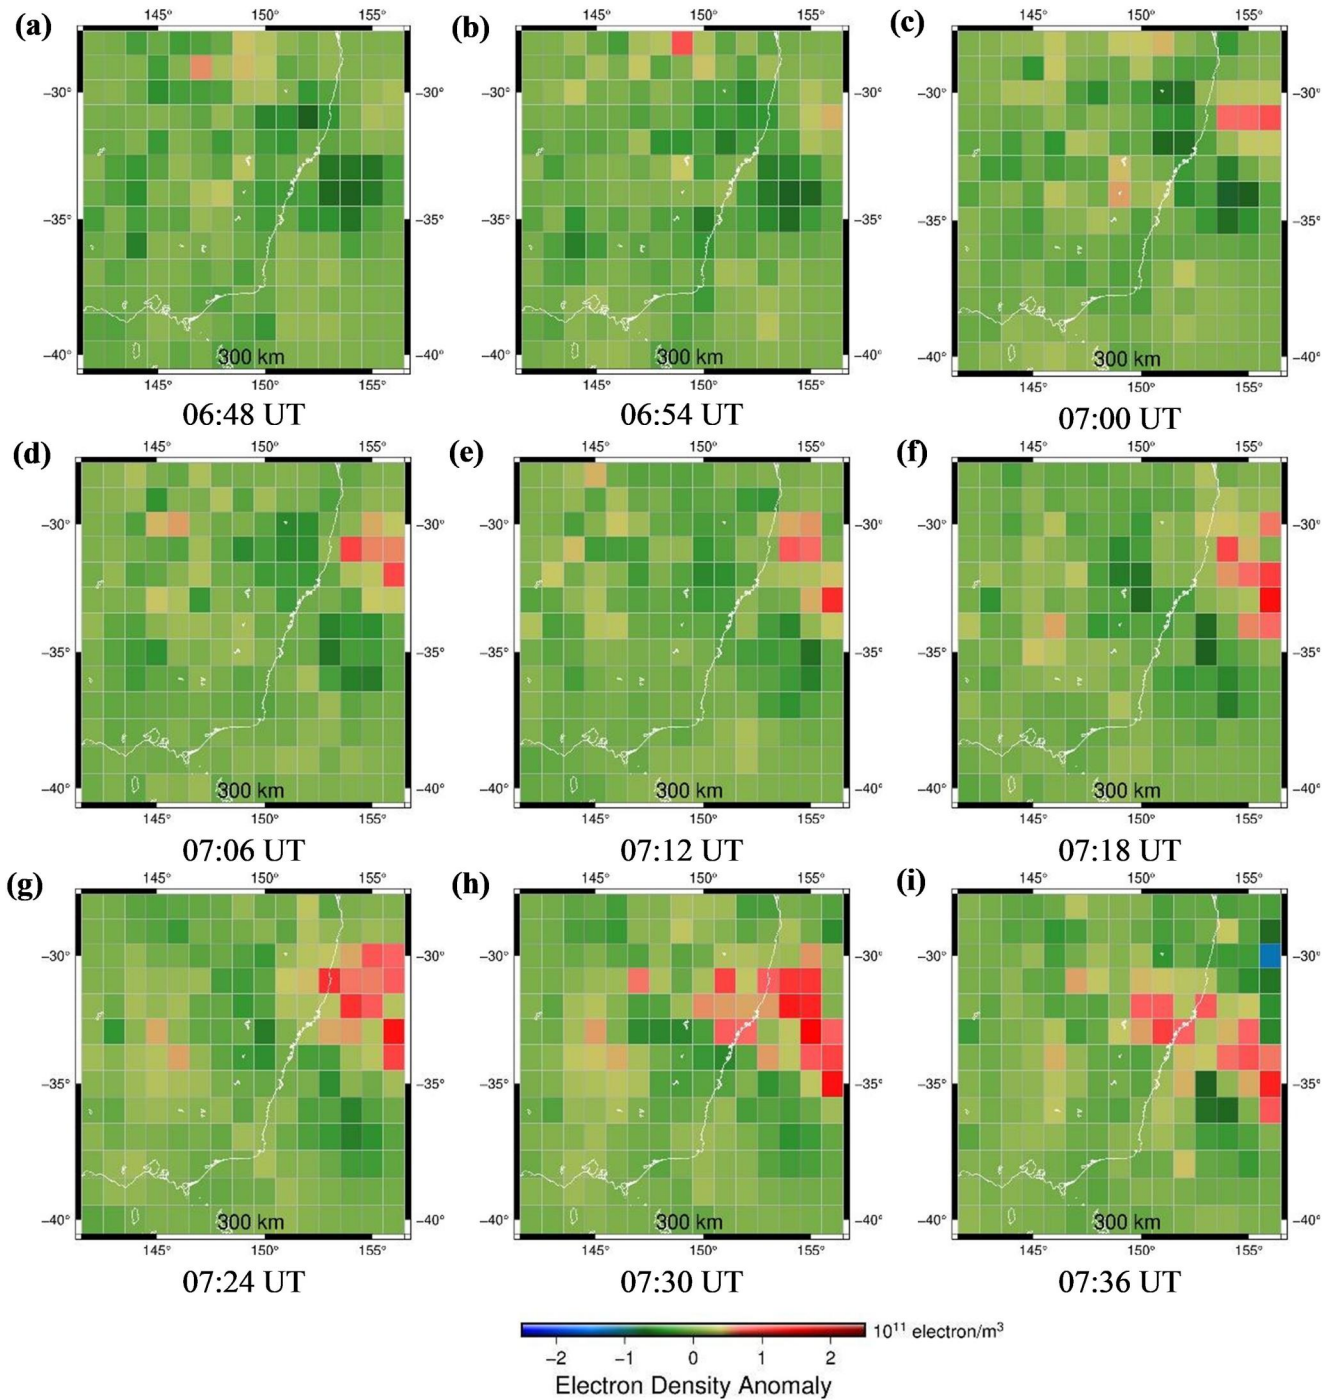 (a) (b) (c)
145° 150° 155° 145° 150° 155° 145° 150° 155°
−30° −30° −30° −30° −30° −30°
−35° −35° −35° −35° −35° −35°
−40° 300 km −40° −40° 300 km −40° −40° 300 km −40°
145° 150° 155° 145° 150° 155° 145° 150° 155°
06:48 UT 06:54 UT 07:00 UT
(d) (e) (f)
145° 150° 155° 145° 150° 155° 145° 150° 155°
−30° −30° −30° −30° −30° −30°
−35° −35° −35° −35° −35° −35°
−40° 300 km −40° −40° 300 km −40° −40° 300 km −40°
145° 150° 155° 145° 150° 155° 145° 150° 155°
07:06 UT 07:12 UT 07:18 UT
(g) (h) (i)
145° 150° 155° 145° 150° 155° 145° 150° 155°
−30° −30° −30° −30° −30° −30°
−35° −35° −35° −35° −35° −35°
−40° 300 km −40° −40° 300 km −40° −40° 300 km −40°
145° 150° 155° 145° 150° 155° 145° 150° 155°
07:24 UT 07:30 UT 07:36 UT
10¹¹ electron/m³
−2 −1 0 1 2
Electron Density Anomaly